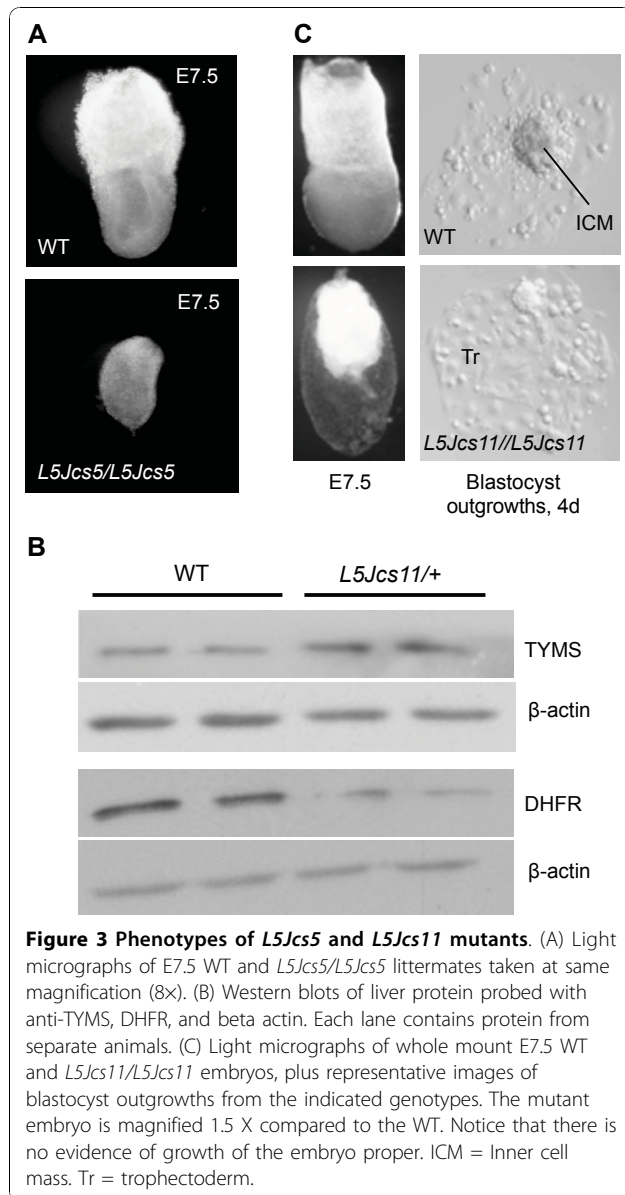 A
E7.5
WT
E7.5
L5Jcs5/L5Jcs5
C
WT
ICM
Tr
L5Jcs11//L5Jcs11
E7.5
Blastocyst
outgrowths, 4d
B
WT
L5Jcs11/+
TYMS
β-actin
DHFR
β-actin
Figure 3 Phenotypes of L5Jcs5 and L5Jcs11 mutants. (A) Light
micrographs of E7.5 WT and L5Jcs5/L5Jcs5 littermates taken at same
magnification (8×). (B) Western blots of liver protein probed with
anti-TYMS, DHFR, and beta actin. Each lane contains protein from
separate animals. (C) Light micrographs of whole mount E7.5 WT
and L5Jcs11/L5Jcs11 embryos, plus representative images of
blastocyst outgrowths from the indicated genotypes. The mutant
embryo is magnified 1.5 X compared to the WT. Notice that there is
no evidence of growth of the embryo proper. ICM = Inner cell
mass. Tr = trophectoderm.